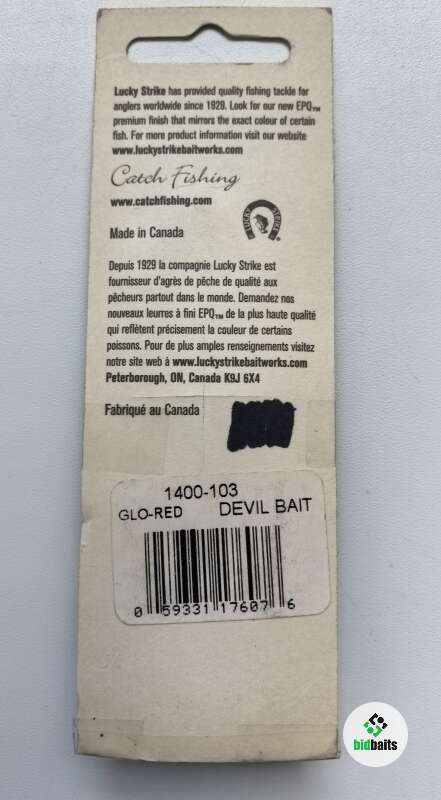 Lucky Strike has provided quality fishing tackle for
anglers worldwide since 1929. Look for our new EPQ™
premium finish that mirrors the exact colour of certain
fish. For more product information visit our website
www.luckystrikebaitworks.com
Catch Fishing
www.catchfishing.com
LUCKY STRIKE ®
Made in Canada
Depuis 1929 la compagnie Lucky Strike est
fournisseur d'agrès de pêche de qualité aux
pêcheurs partout dans le monde. Demandez nos
nouveaux leurres à fini EPQ™ de la plus haute qualité
qui reflètent précisement la couleur de certains
poissons. Pour de plus amples renseignements visitez
notre site web à www.luckystrikebaitworks.com
Peterborough, ON, Canada K9J 6X4
Fabriqué au Canada
1400-103
GLO-RED DEVIL BAIT
0 59331 17607 6
bidbaits